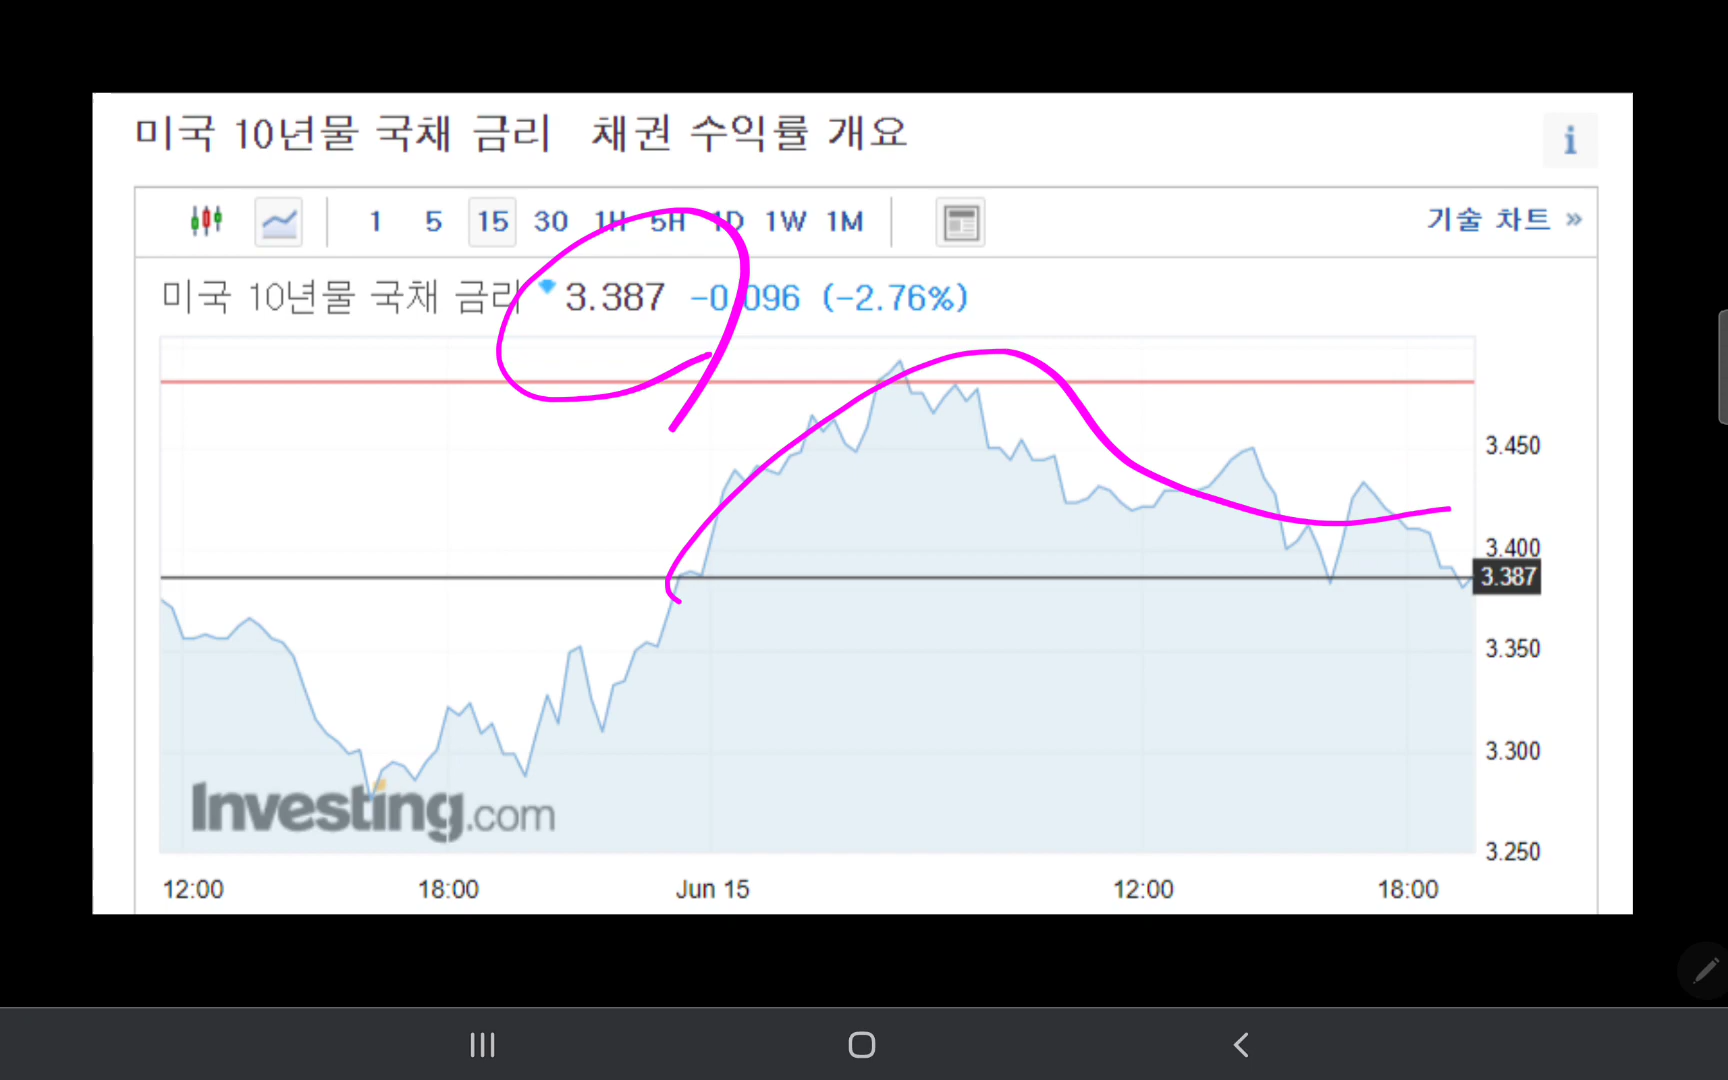 미국 10년물 국채 금리 채권 수익률 개요
i
1 5 15 30 1H 5H 1D 1W 1M
기술 차트 »
미국 10년물 국채 금리 3.387 -0.096 (-2.76%)
3.450
3.400
3.387
3.350
3.300
Investing.com
3.250
12:00 18:00 Jun 15 12:00 18:00